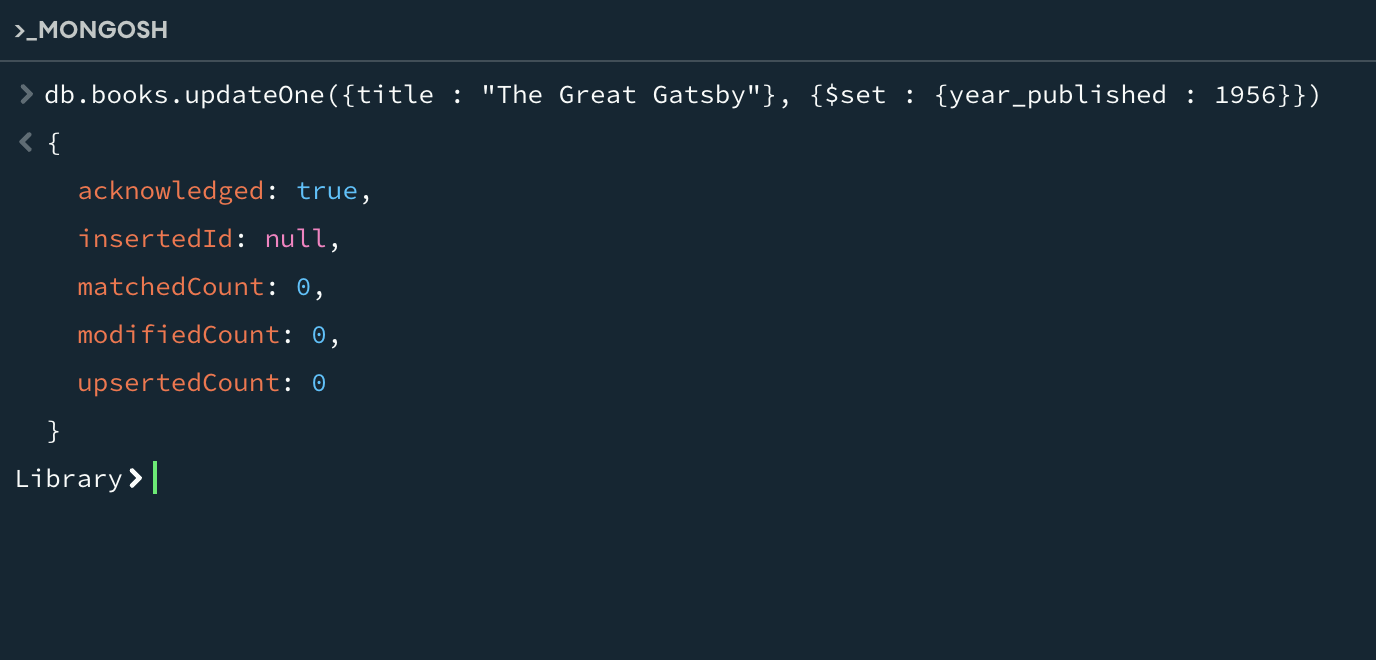 >_MONGOSH
> db.books.updateOne({title : "The Great Gatsby"}, {$set : {year_published : 1956}})
< {
acknowledged: true,
insertedId: null,
matchedCount: 0,
modifiedCount: 0,
upsertedCount: 0
}
Library>